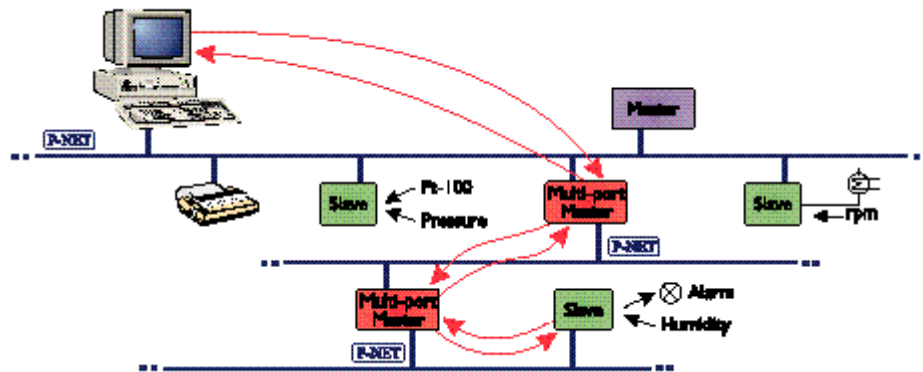 Master
P-NET
Slave
Pt-100
Pressure
Multi-port
Master
Slave
rpm
P-NET
Multi-port
Master
Slave
Alarm
Humidity
P-NET